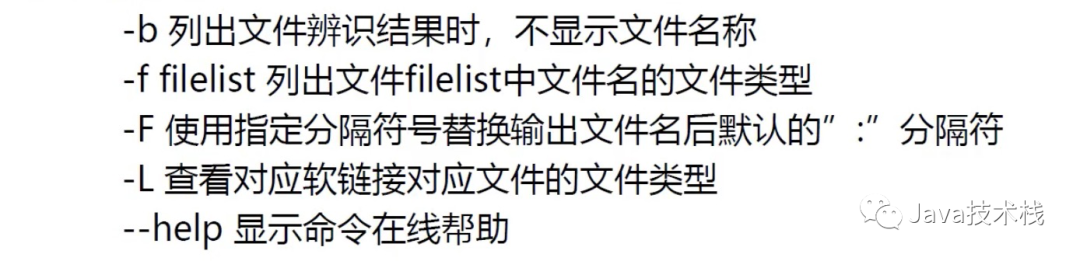 -b 列出文件辨识结果时，不显示文件名称
-f filelist 列出文件filelist中文件名的文件类型
-F 使用指定分隔符号替换输出文件名后默认的”:”分隔符
-L 查看对应软链接对应文件的文件类型
--help 显示命令在线帮助
Java技术栈